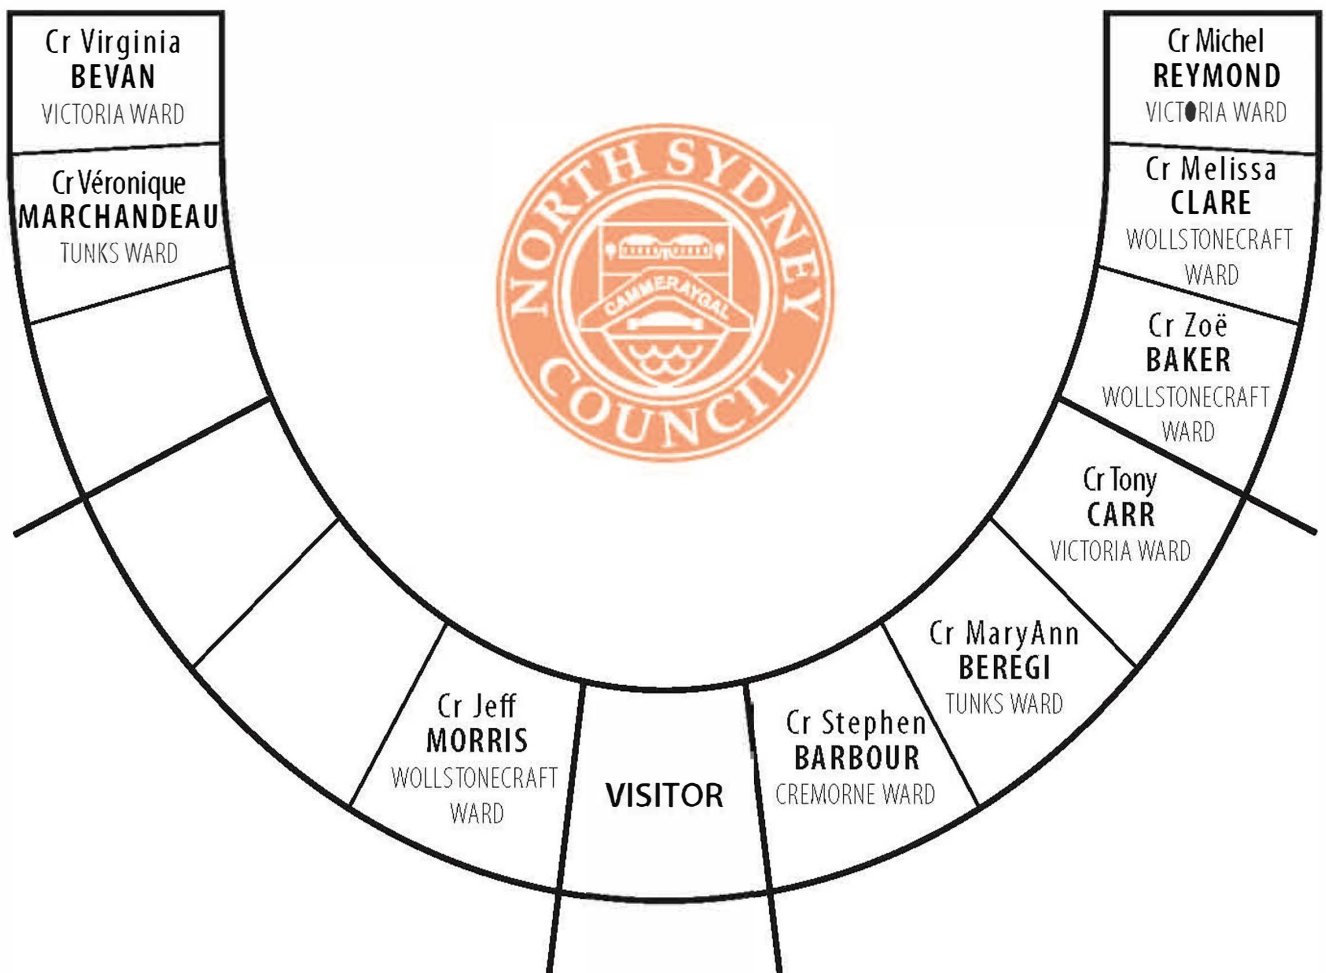 Cr Virginia
BEVAN
VICTORIA WARD
Cr Véronique
MARCHANDEAU
TUNKS WARD
Cr Jeff
MORRIS
WOLLSTONECRAFT
WARD
VISITOR
Cr Stephen
BARBOUR
CREMORNE WARD
Cr MaryAnn
BEREGI
TUNKS WARD
Cr Tony
CARR
VICTORIA WARD
Cr Zoë
BAKER
WOLLSTONECRAFT
WARD
Cr Melissa
CLARE
WOLLSTONECRAFT
WARD
Cr Michel
REYMOND
VICTORIA WARD
NORTH SYDNEY
COUNCIL
CAMMERAYGAL